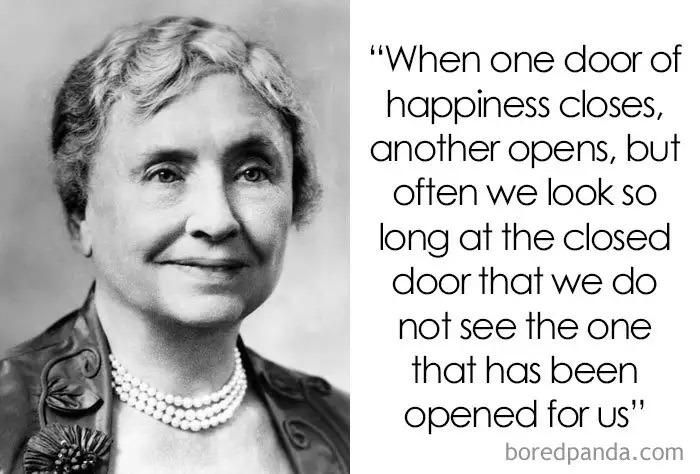 “When one door of
happiness closes,
another opens, but
often we look so
long at the closed
door that we do
not see the one
that has been
opened for us”
boredpanda.com